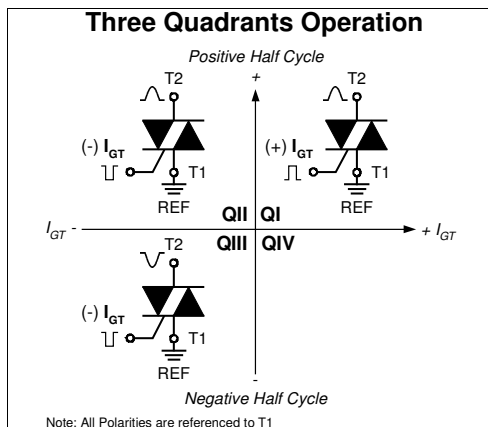 Three Quadrants Operation
Positive Half Cycle
+
T2
T2
(-) IGT
(+) IGT
T1
T1
REF
REF
QII QI
IGT -
+ IGT
QIII QIV
T2
(-) IGT
T1
REF
-
Negative Half Cycle
Note: All Polarities are referenced to T1